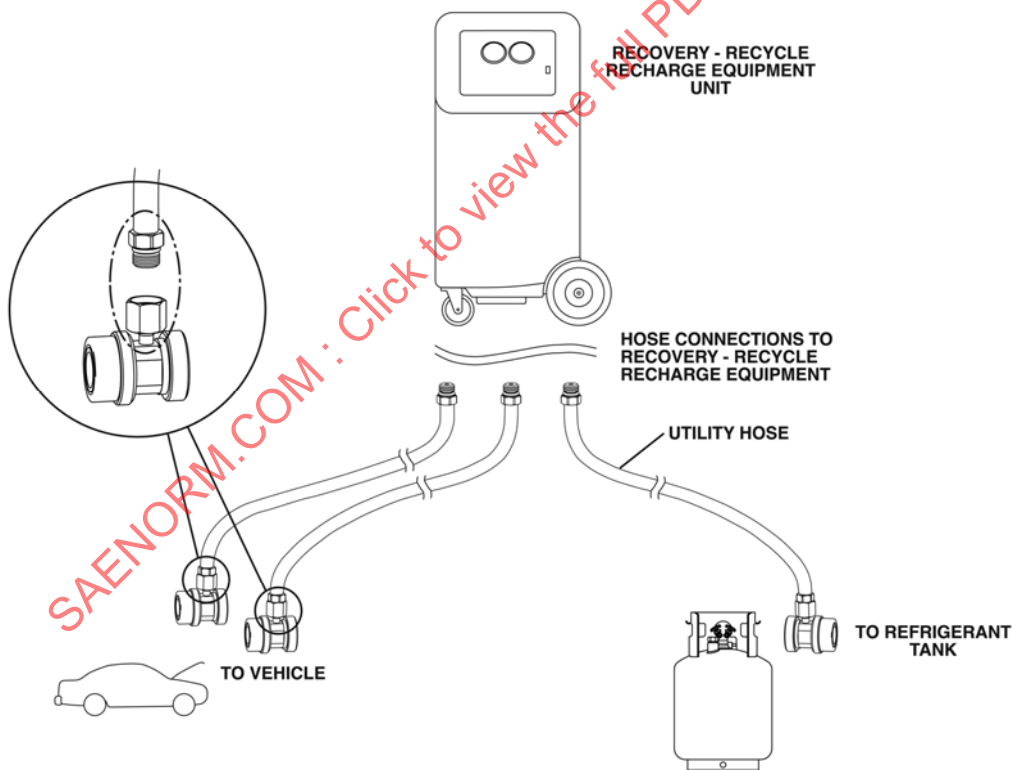 RECOVERY - RECYCLE
RECHARGE EQUIPMENT
UNIT
HOSE CONNECTIONS TO
RECOVERY - RECYCLE
RECHARGE EQUIPMENT
UTILITY HOSE
TO REFRIGERANT
TANK
TO VEHICLE
SAENORM.COM : Click to view the full